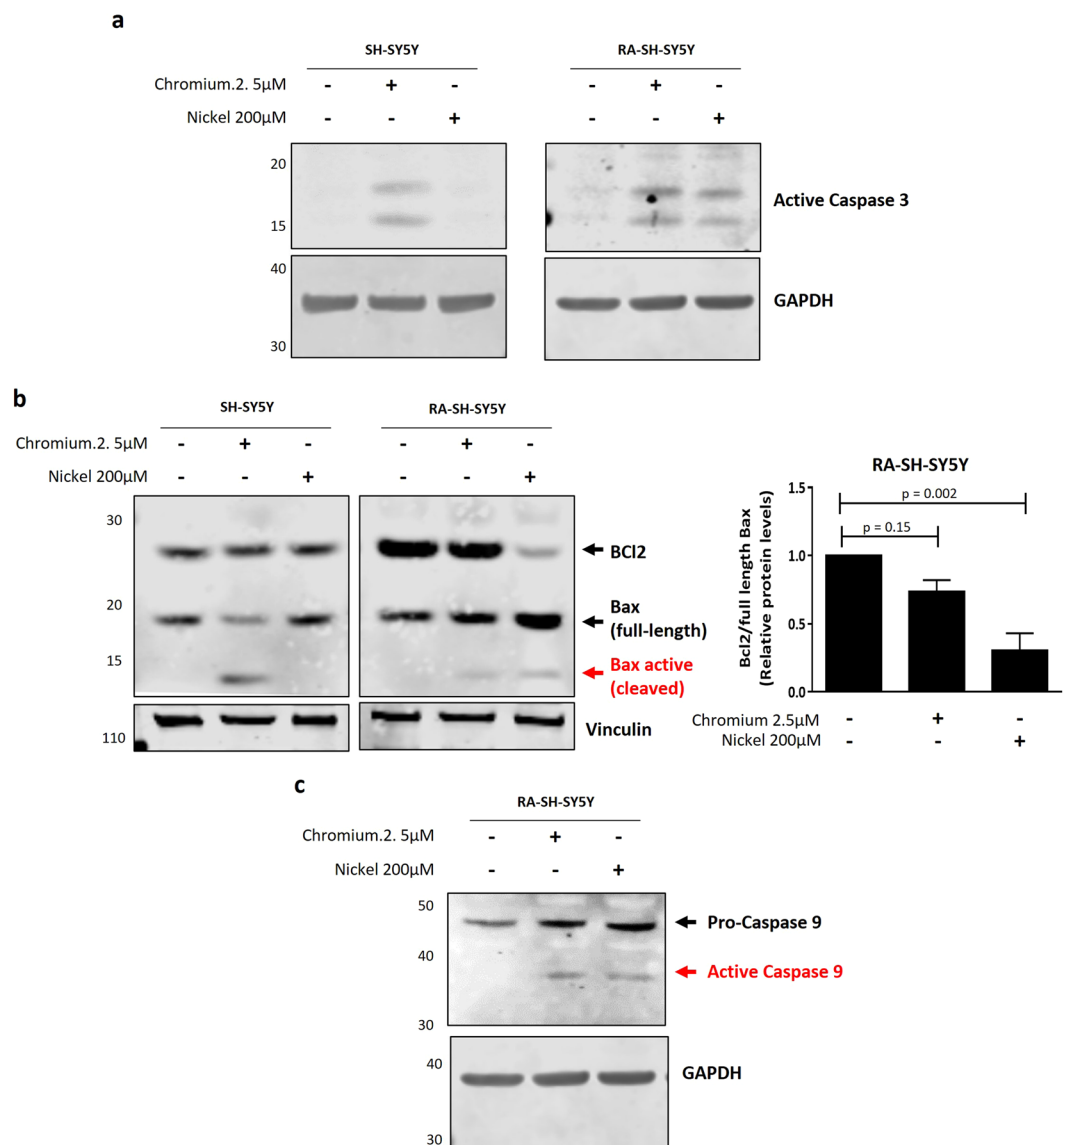 a
SH-SY5Y RA-SH-SY5Y
Chromium.2. 5µM - + - - + -
Nickel 200µM - - + - - +
20
15
Active Caspase 3
40
30
GAPDH
b
SH-SY5Y RA-SH-SY5Y
Chromium.2. 5µM - + - - + -
Nickel 200µM - - + - - +
30
20
15
BCl2
Bax
(full-length)
Bax active
(cleaved)
110
Vinculin
RA-SH-SY5Y
Bcl2/full length Bax
(Relative protein levels)
1.5
1.0
0.5
0.0
p = 0.002
p = 0.15
Chromium 2.5µM - + -
Nickel 200µM - - +
c
RA-SH-SY5Y
Chromium.2. 5µM - + -
Nickel 200µM - - +
50
40
30
Pro-Caspase 9
Active Caspase 9
40
30
GAPDH